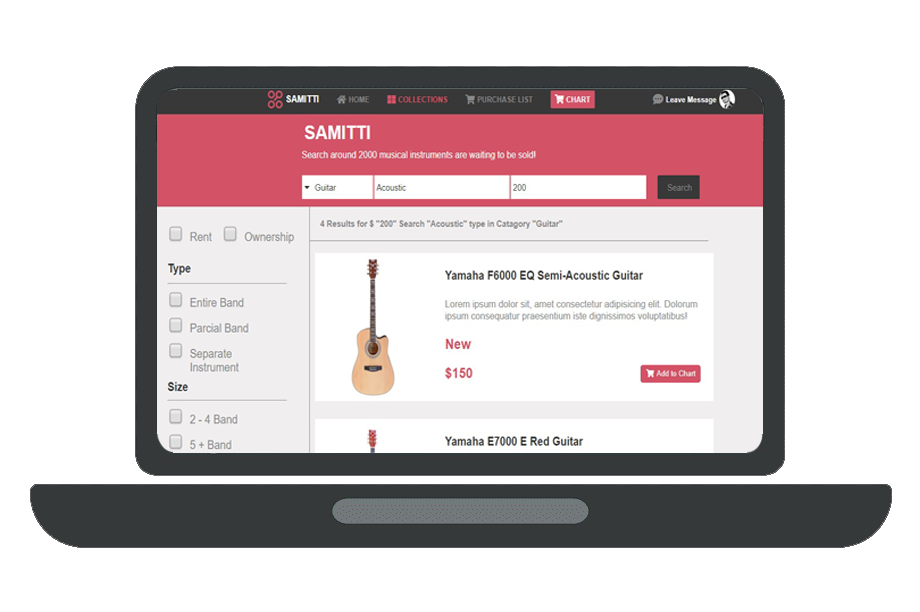 SAMITTI HOME COLLECTIONS PURCHASE LIST CHART Leave Message
SAMITTI
Search around 2000 musical instruments are waiting to be sold!
Guitar Acoustic 200 Search
4 Results for $ "200" Search "Acoustic" type in Catagory "Guitar"
Rent Ownership
Type
Entire Band
Parcial Band
Separate
Instrument
Size
2 - 4 Band
5 + Band
Yamaha F6000 EQ Semi-Acoustic Guitar
Lorem ipsum dolor sit, amet consectetur adipisicing elit. Dolorum
ipsum consequatur praesentium iste dignissimos voluptatibus!
New
$150 Add to Chart
Yamaha E7000 E Red Guitar